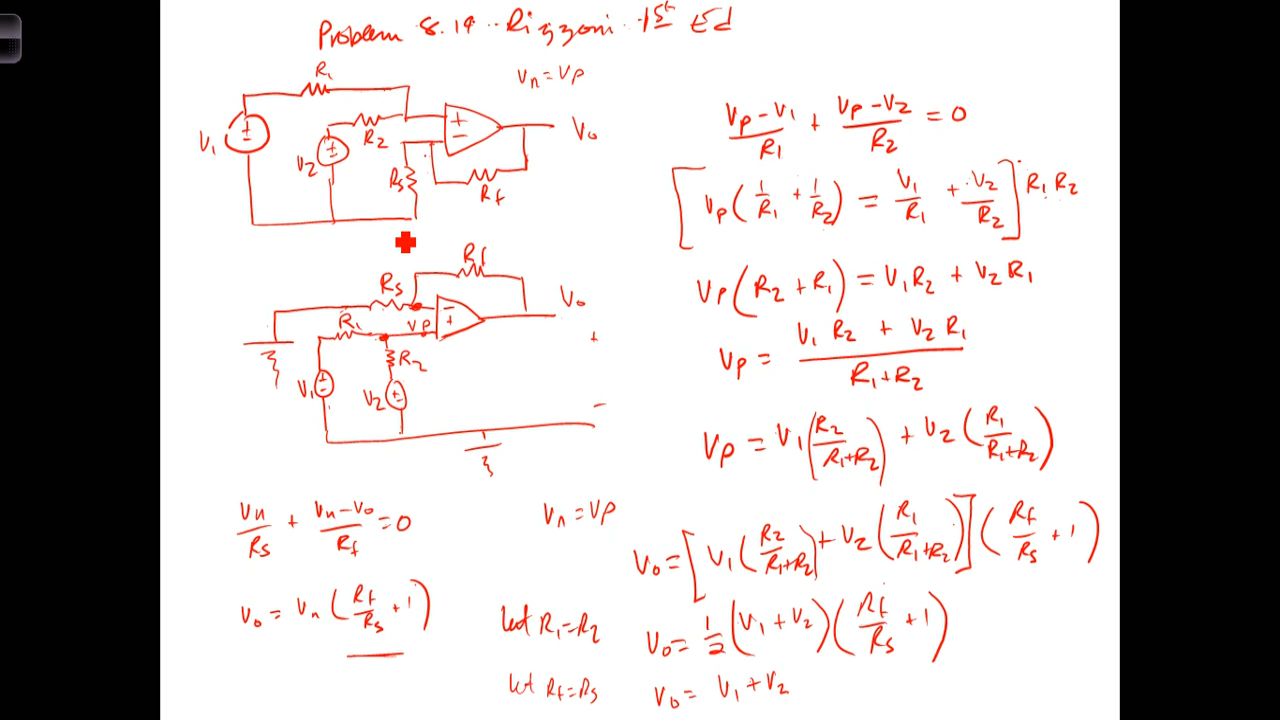 Problem 8.19 Rizzoni 1st Ed
Vn = Vp
R1
V1
±
V2
±
R2
+
−
Vo
Rs
Rf
Rf
Rs
Vo
−
+
R1
Vp
R2
V1
±
V2
±
+
−
Vn/Rs + (Vn − Vo)/Rf = 0
Vn = Vp
Vo = Vn (Rf/Rs + 1)
(Vp − V1)/R1 + (Vp − V2)/R2 = 0
[Vp (1/R1 + 1/R2) = V1/R1 + V2/R2] R1 R2
Vp (R2 + R1) = V1 R2 + V2 R1
Vp = (V1 R2 + V2 R1)/(R1 + R2)
Vp = V1 (R2/(R1+R2)) + V2 (R1/(R1+R2))
Vo = [V1 (R2/(R1+R2)) + V2 (R1/(R1+R2))] (Rf/Rs + 1)
let R1 = R2 Vo = 1/2 (V1 + V2) (Rf/Rs + 1)
let Rf = Rs Vo = V1 + V2